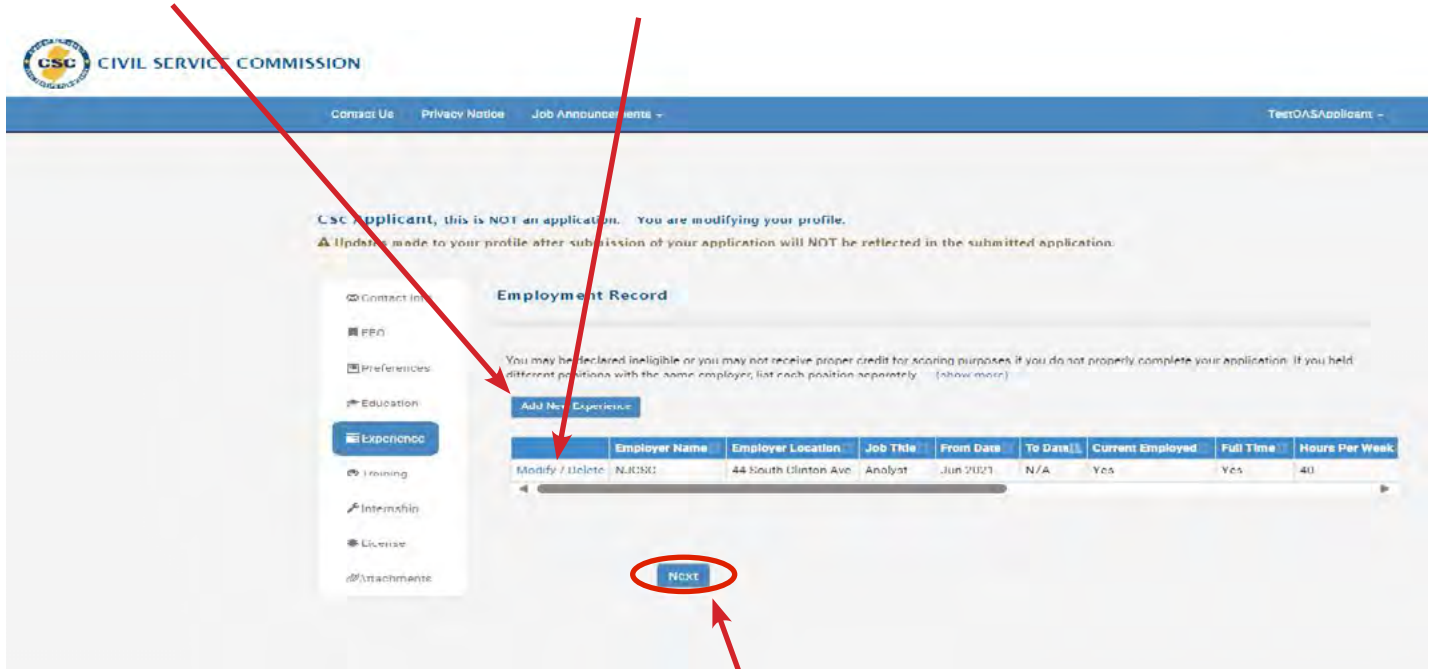 CSC CIVIL SERVICE COMMISSION
Contact Us Privacy Notice Job Announcements TestOASApplicant
Csc Applicant, this is NOT an application. You are modifying your profile.
Updates made to your profile after submission of your application will NOT be reflected in the submitted application.
Contact Info
Employment Record
EEO
You may be declared ineligible or you may not receive proper credit for scoring purposes if you do not properly complete your application. If you held
Preferences
different positions with the same employer, list each position separately. (show more)
Education
Add New Experience
Experience
Employer Name Employer Location Job Title From Date To Date Current Employed Full Time Hours Per Week
Modify / Delete NJCSC 44 South Clinton Ave Analyst Jun 2021 N/A Yes Yes 40
Training
Internship
License
Attachments
Next